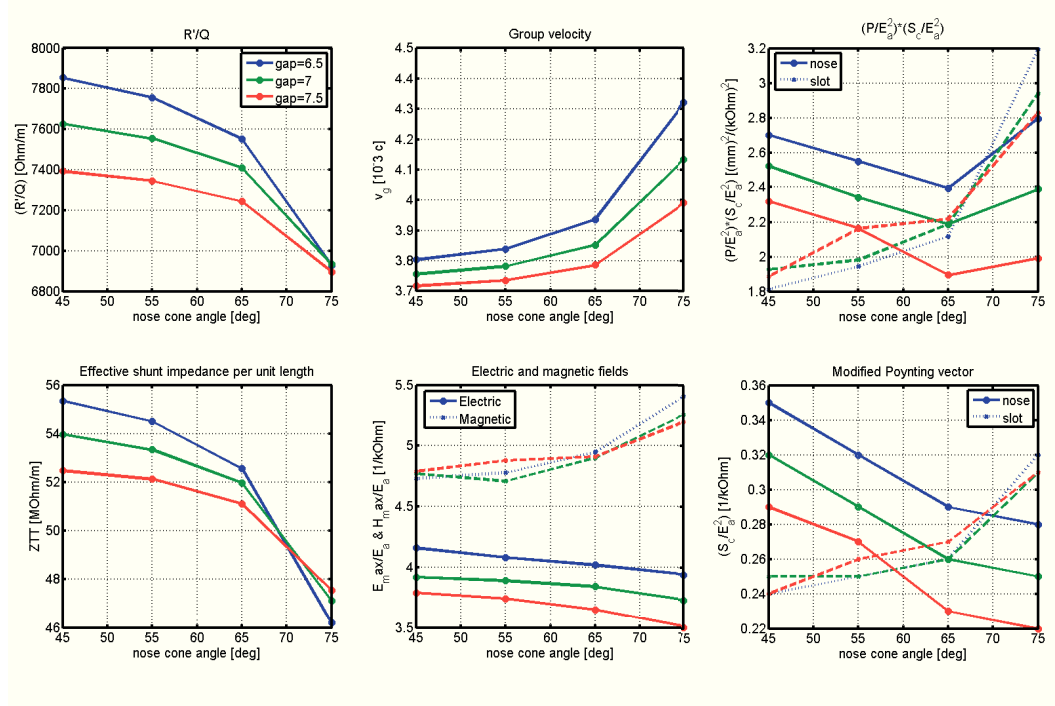 R'/Q
(R'/Q) [Ohm/m]
8000
7800
7600
7400
7200
7000
6800
gap=6.5
gap=7
gap=7.5
45 50 55 60 65 70 75
nose cone angle [deg]
Group velocity
v_g [10^3 c]
4.5
4.4
4.3
4.2
4.1
4
3.9
3.8
3.7
45 50 55 60 65 70 75
nose cone angle [deg]
(P/E_a^2)*(S_c/E_a^2)
(P/E_a^2)*(S_c/E_a^2) [(mm)^2/(kOhm)^2]
3.2
3
2.8
2.6
2.4
2.2
2
1.8
nose
slot
45 50 55 60 65 70 75
nose cone angle [deg]
Effective shunt impedance per unit length
ZTT [MOhm/m]
56
54
52
50
48
46
45 50 55 60 65 70 75
nose cone angle [deg]
Electric and magnetic fields
E_max/E_a & H_max/E_a [1/kOhm]
5.5
5
4.5
4
3.5
Electric
Magnetic
45 50 55 60 65 70 75
nose cone angle [deg]
Modified Poynting vector
(S_c/E_a^2) [1/kOhm]
0.36
0.34
0.32
0.3
0.28
0.26
0.24
0.22
nose
slot
45 50 55 60 65 70 75
nose cone angle [deg]